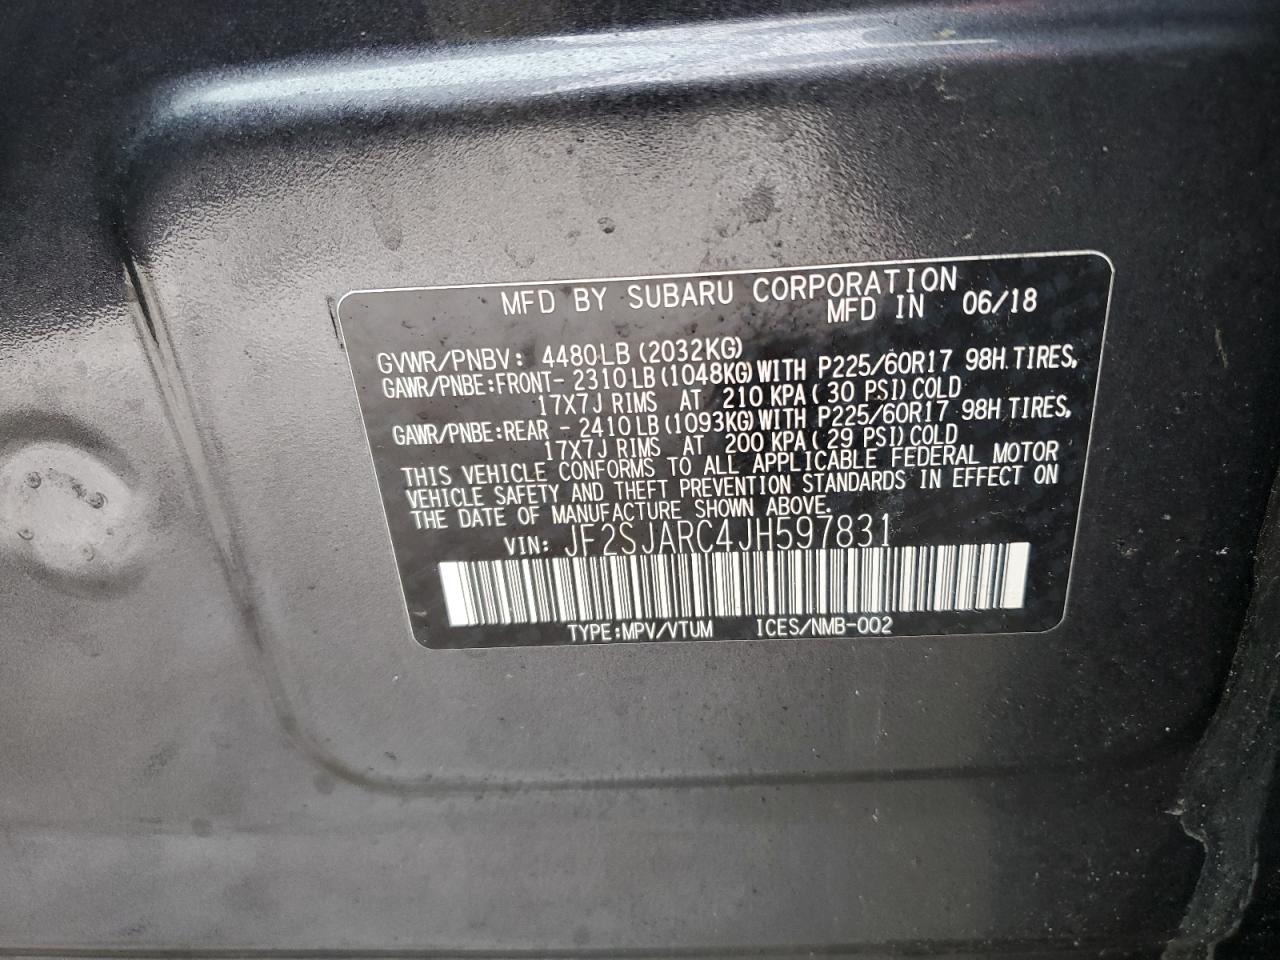 MFD BY SUBARU CORPORATION
MFD IN 06/18
GVWR/PNBV: 4480LB (2032KG)
GAWR/PNBE:FRONT- 2310LB (1048KG) WITH P225/60R17 98H TIRES,
17X7J RIMS AT 210 KPA( 30 PSI) COLD
GAWR/PNBE:REAR - 2410LB (1093KG) WITH P225/60R17 98H TIRES,
17X7J RIMS AT 200 KPA( 29 PSI) COLD
THIS VEHICLE CONFORMS TO ALL APPLICABLE FEDERAL MOTOR
VEHICLE SAFETY AND THEFT PREVENTION STANDARDS IN EFFECT ON
THE DATE OF MANUFACTURE SHOWN ABOVE.
VIN: JF2SJARC4JH597831
TYPE:MPV/VTUM ICES/NMB-002